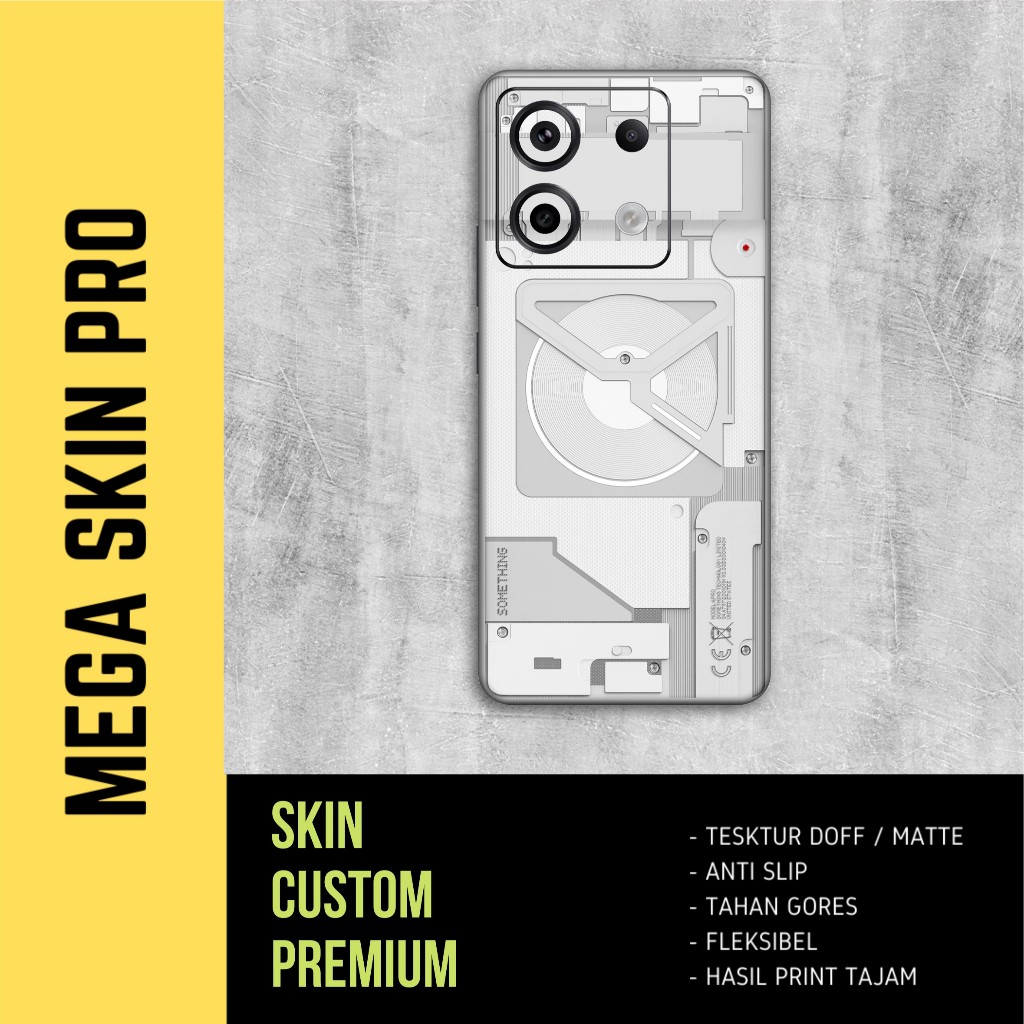 MEGA SKIN PRO
SOMETHING
SKIN
CUSTOM
PREMIUM
- TESKTUR DOFF / MATTE
- ANTI SLIP
- TAHAN GORES
- FLEKSIBEL
- HASIL PRINT TAJAM